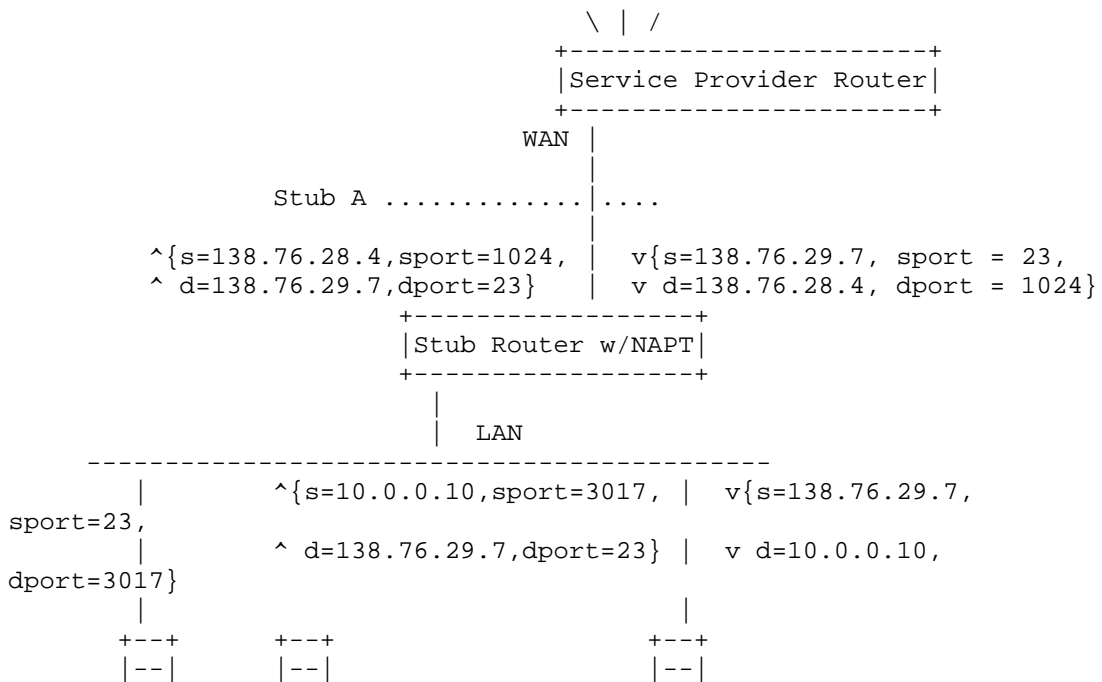 \ | /
+-----------------------+
|Service Provider Router|
+-----------------------+
WAN |
|
Stub A .............|....
|
^{s=138.76.28.4,sport=1024, | v{s=138.76.29.7, sport = 23,
^ d=138.76.29.7,dport=23} | v d=138.76.28.4, dport = 1024}
+------------------+
|Stub Router w/NAPT|
+------------------+
|
| LAN
--------------------------------------------
| ^{s=10.0.0.10,sport=3017, | v{s=138.76.29.7,
sport=23,
| ^ d=138.76.29.7,dport=23} | v d=10.0.0.10,
dport=3017}
| |
+--+ +--+ +--+
|--| |--| |--|